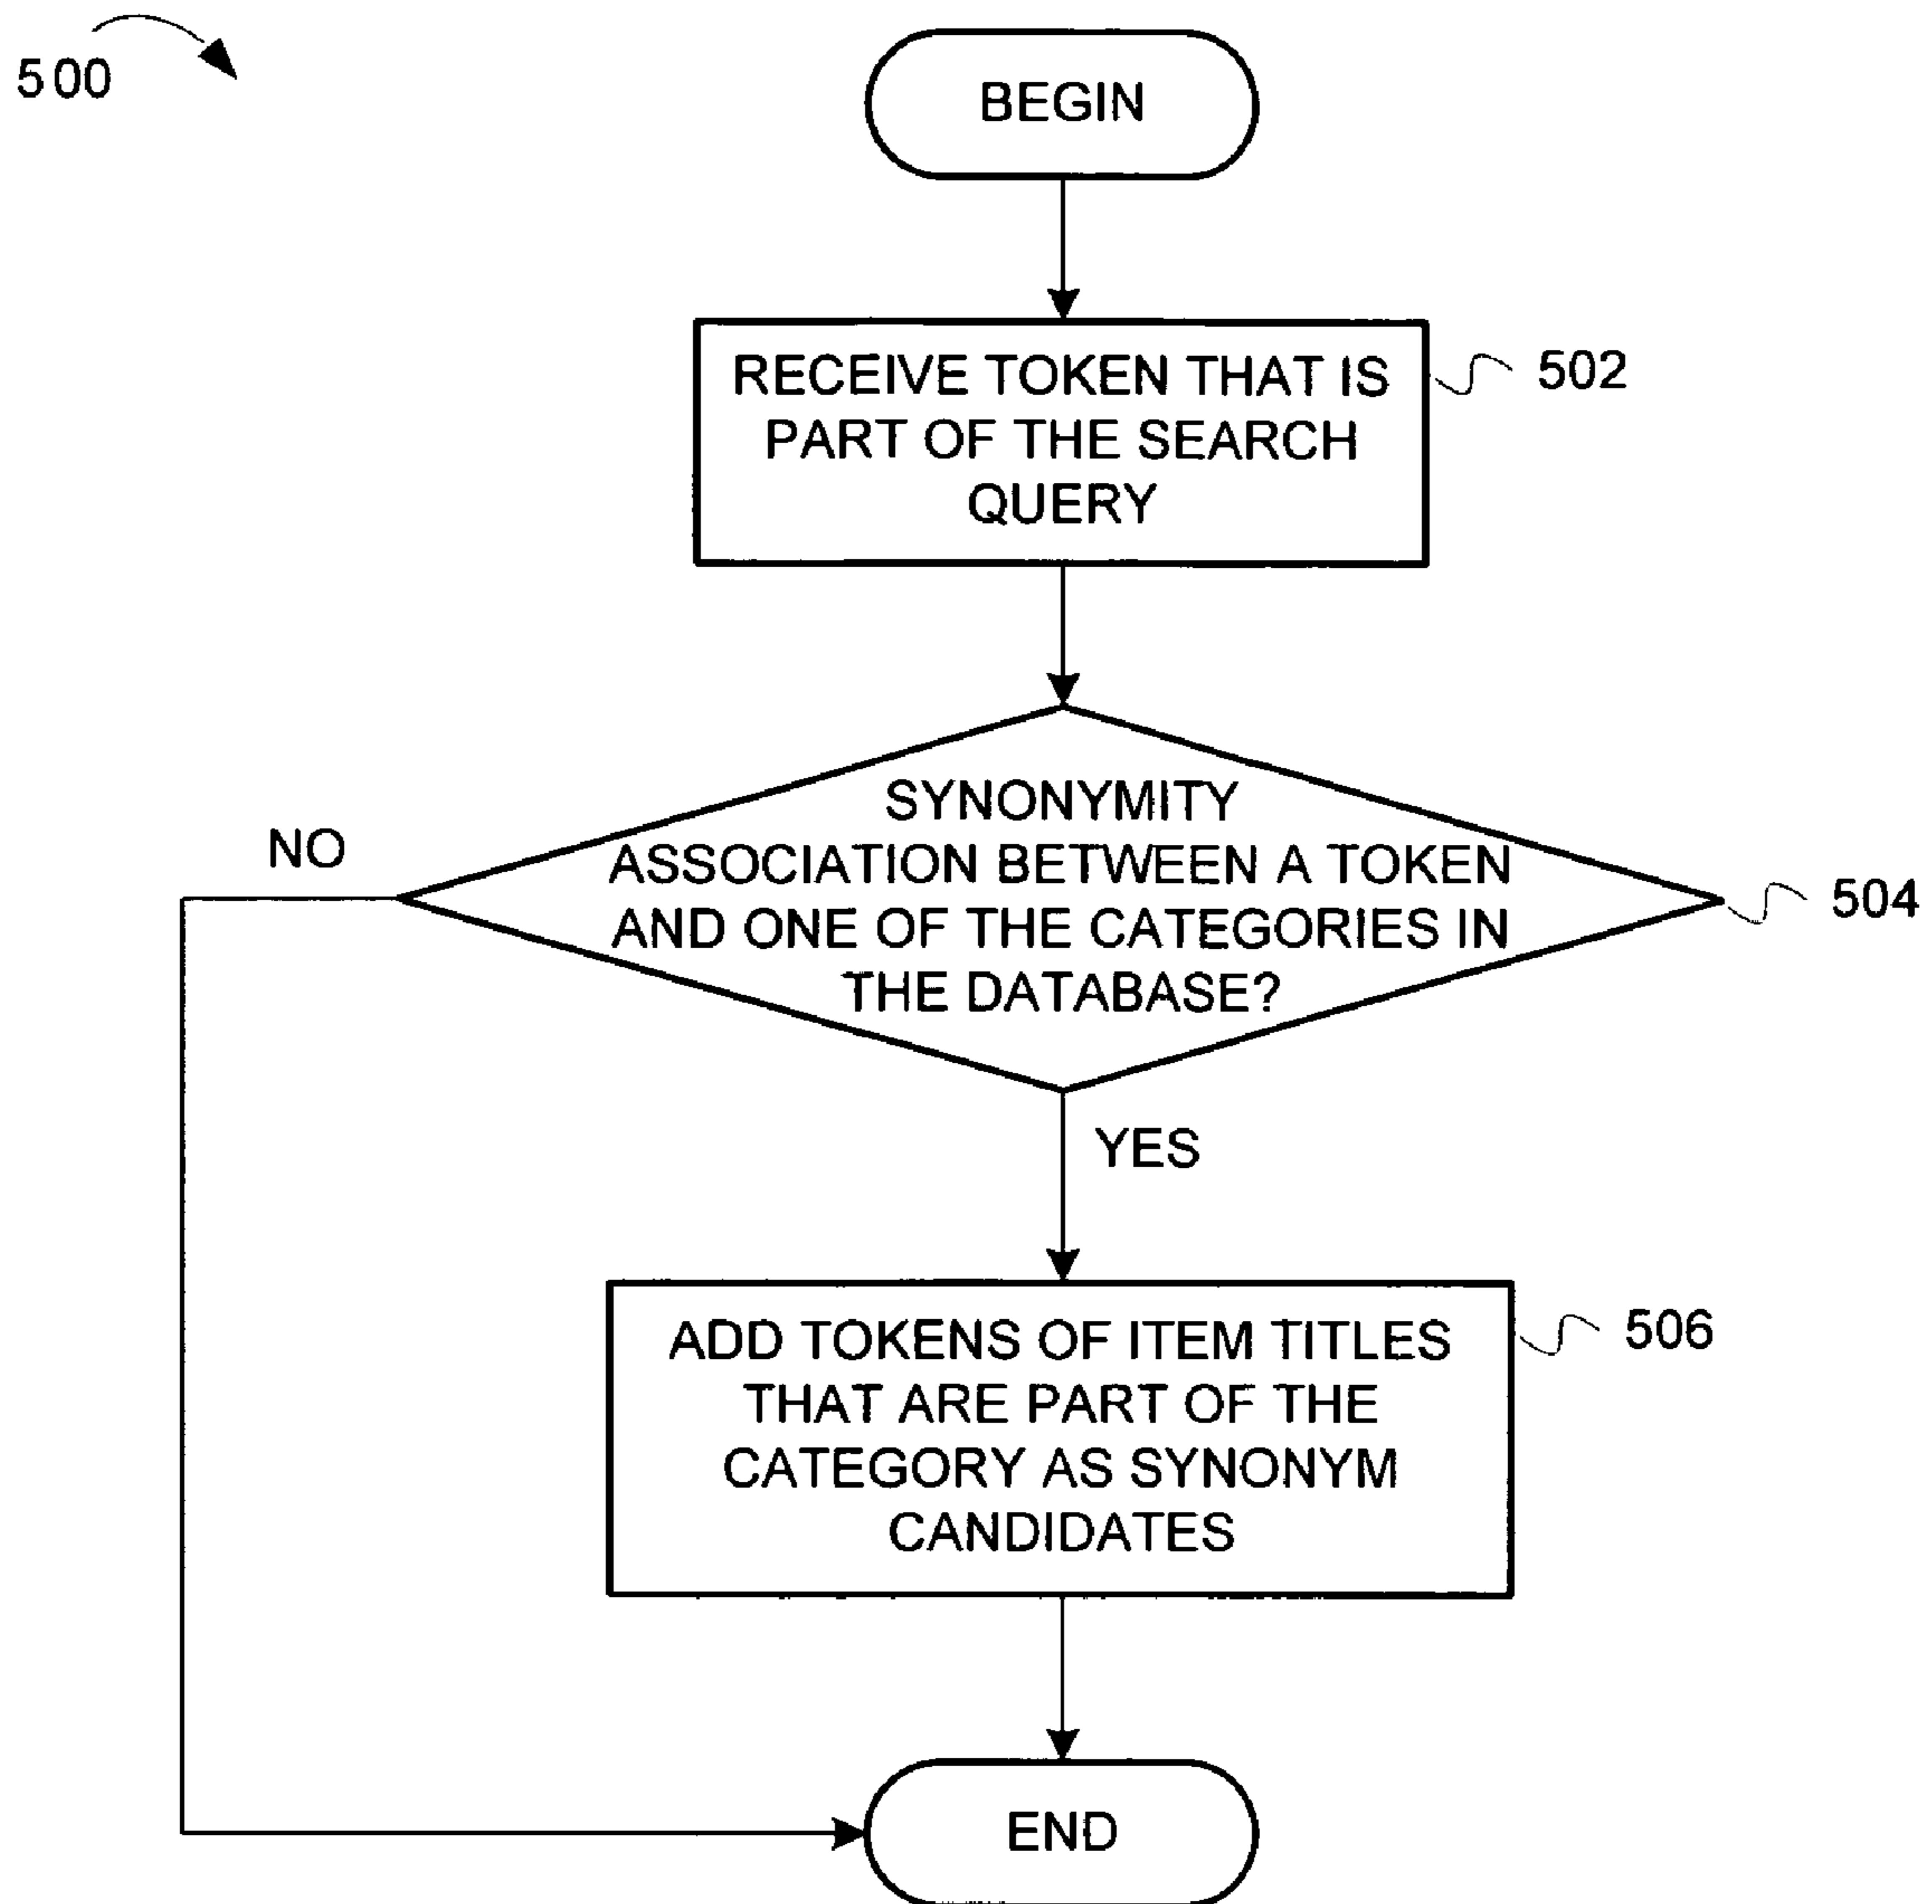 500
BEGIN
RECEIVE TOKEN THAT IS
PART OF THE SEARCH
QUERY
502
SYNONYMITY
ASSOCIATION BETWEEN A TOKEN
AND ONE OF THE CATEGORIES IN
THE DATABASE?
504
NO
YES
ADD TOKENS OF ITEM TITLES
THAT ARE PART OF THE
CATEGORY AS SYNONYM
CANDIDATES
506
END